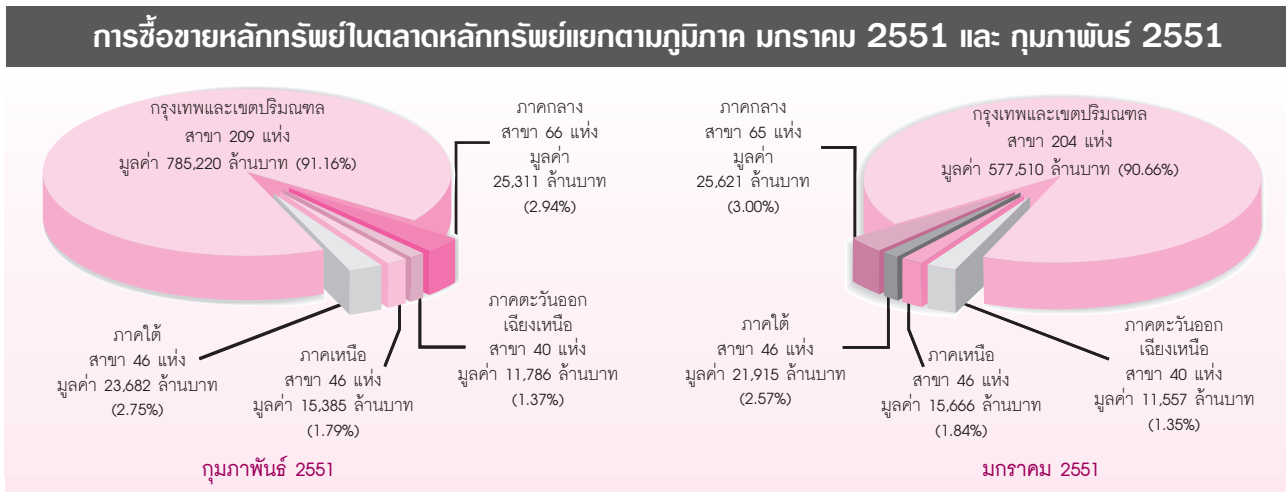 การซื้อขายหลักทรัพย์ในตลาดหลักทรัพย์แยกตามภูมิภาค มกราคม 2551 และ กุมภาพันธ์ 2551
กรุงเทพและเขตปริมณฑล
สาขา 209 แห่ง
มูลค่า 785,220 ล้านบาท (91.16%)
ภาคกลาง
สาขา 66 แห่ง
มูลค่า
25,311 ล้านบาท
(2.94%)
ภาคใต้
สาขา 46 แห่ง
มูลค่า 23,682 ล้านบาท
(2.75%)
ภาคเหนือ
สาขา 46 แห่ง
มูลค่า 15,385 ล้านบาท
(1.79%)
ภาคตะวันออก
เฉียงเหนือ
สาขา 40 แห่ง
มูลค่า 11,786 ล้านบาท
(1.37%)
กุมภาพันธ์ 2551
ภาคกลาง
สาขา 65 แห่ง
มูลค่า
25,621 ล้านบาท
(3.00%)
กรุงเทพและเขตปริมณฑล
สาขา 204 แห่ง
มูลค่า 577,510 ล้านบาท (90.66%)
ภาคใต้
สาขา 46 แห่ง
มูลค่า 21,915 ล้านบาท
(2.57%)
ภาคเหนือ
สาขา 46 แห่ง
มูลค่า 15,666 ล้านบาท
(1.84%)
ภาคตะวันออก
เฉียงเหนือ
สาขา 40 แห่ง
มูลค่า 11,557 ล้านบาท
(1.35%)
มกราคม 2551